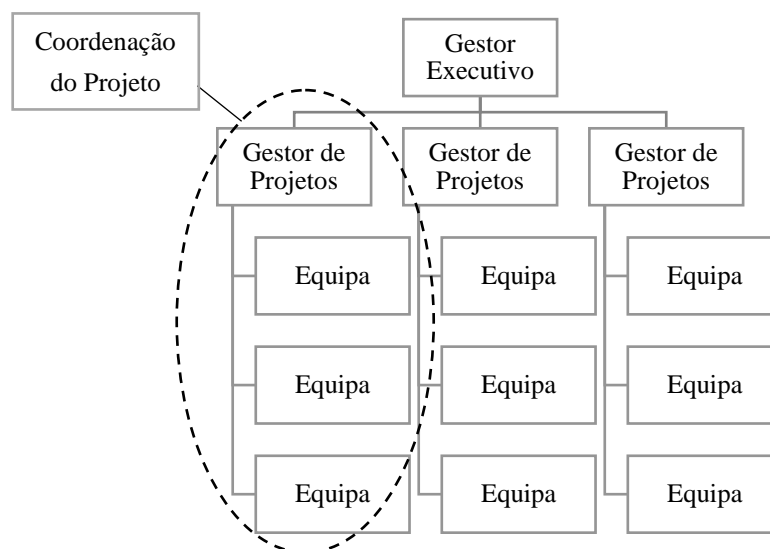 Coordenação
do Projeto
Gestor
Executivo
Gestor de
Projetos
Gestor de
Projetos
Gestor de
Projetos
Equipa
Equipa
Equipa
Equipa
Equipa
Equipa
Equipa
Equipa
Equipa